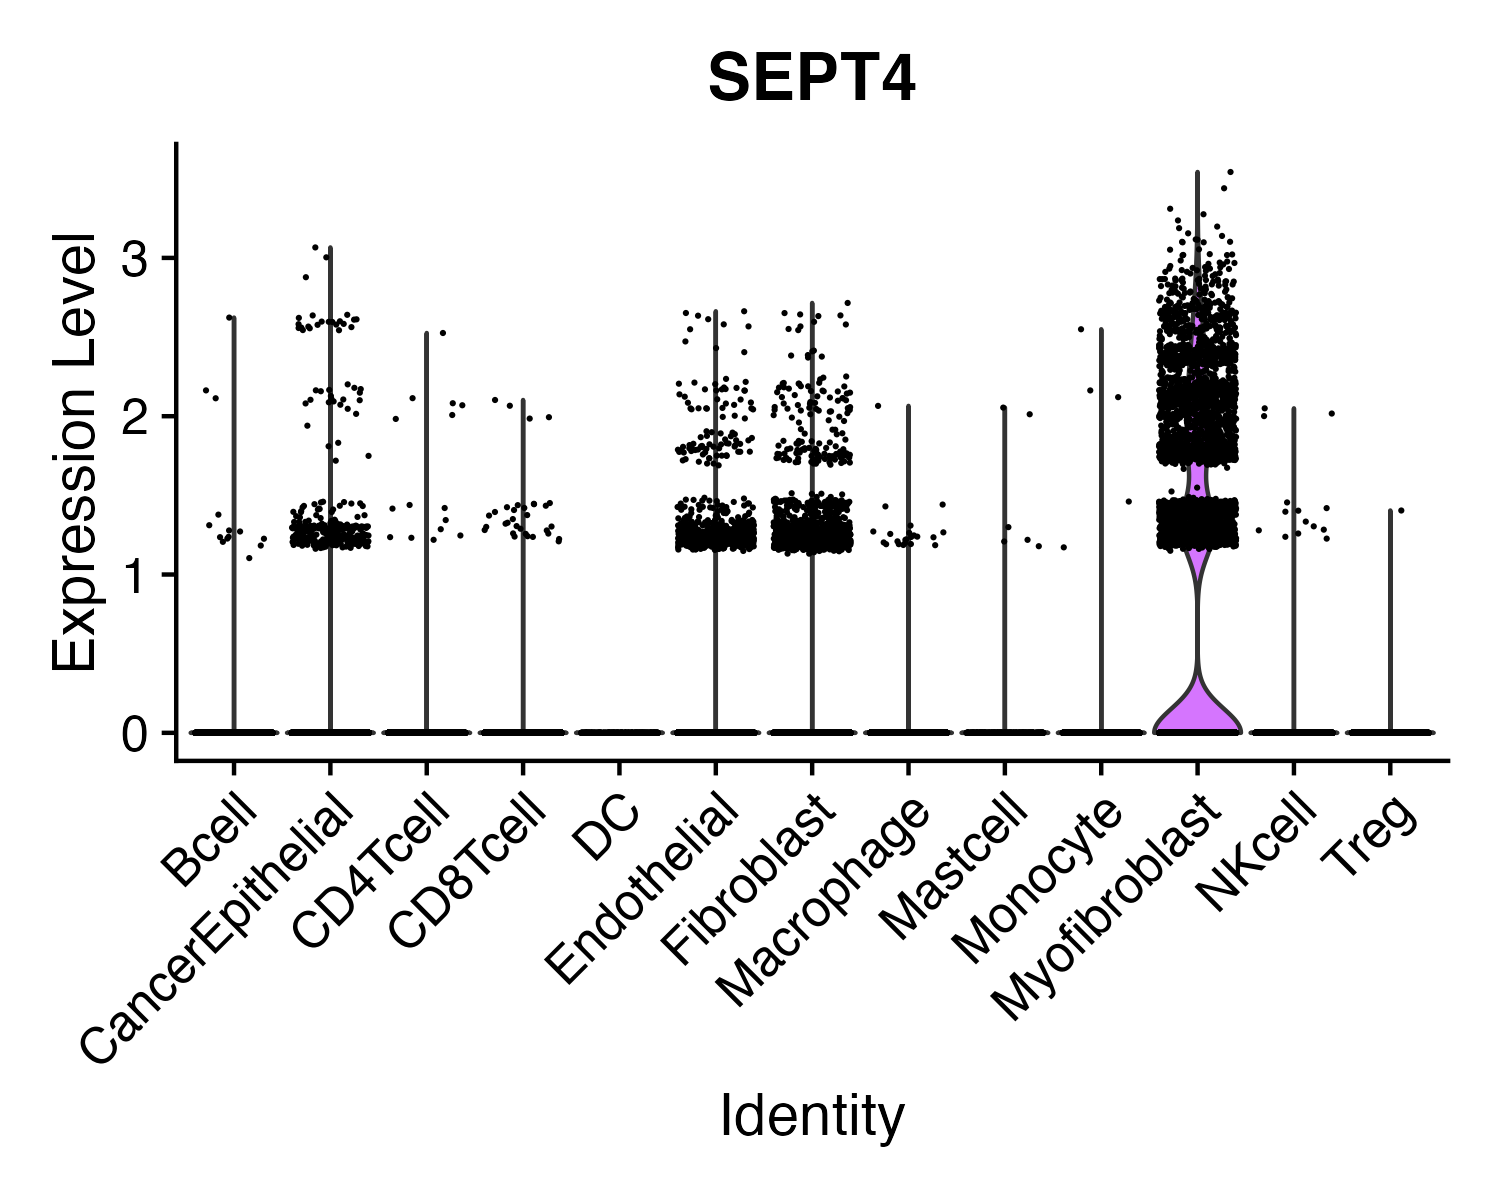 SEPT4
Expression Level
3
2
1
0
Bcell
CancerEpithelial
CD4Tcell
CD8Tcell
DC
Endothelial
Fibroblast
Macrophage
Mastcell
Monocyte
Myofibroblast
NKcell
Treg
Identity